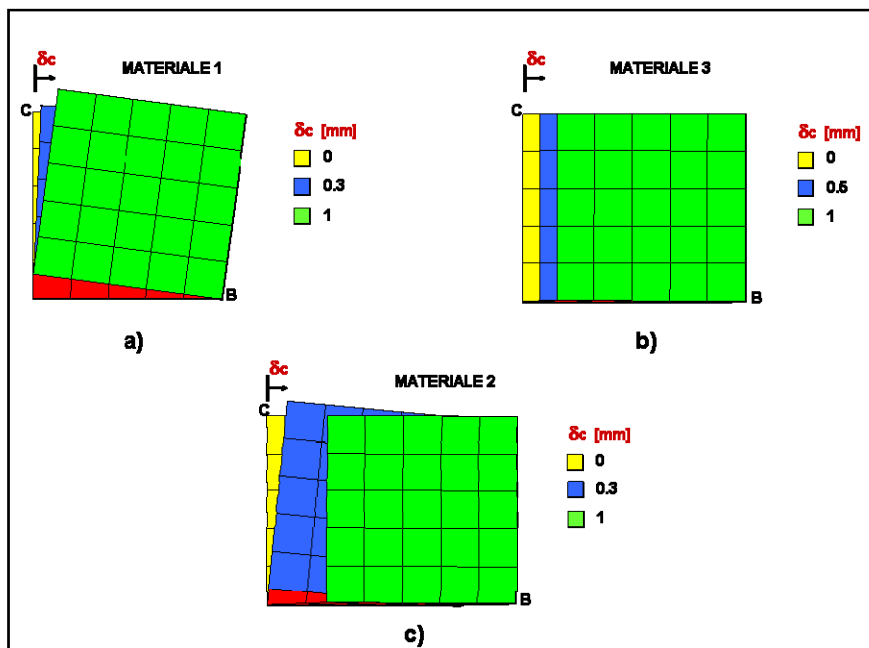 δc
MATERIALE 1
C
δc [mm]
0
0.3
1
B
a)
δc
MATERIALE 3
C
δc [mm]
0
0.5
1
B
b)
δc
MATERIALE 2
C
δc [mm]
0
0.3
1
B
c)